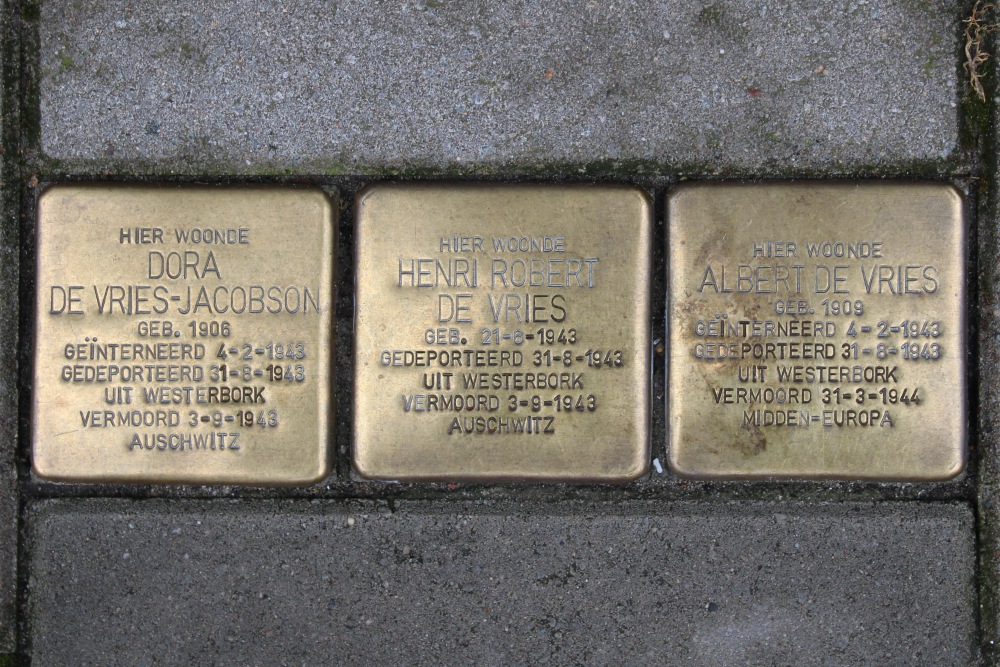 HIER WOONDE
DORA
DE VRIES-JACOBSON
GEB. 1906
GEÏNTERNEERD 4-2-1943
GEDEPORTEERD 31-8-1943
UIT WESTERBORK
VERMOORD 3-9-1943
AUSCHWITZ
HIER WOONDE
HENRI ROBERT
DE VRIES
GEB. 21-8-1943
GEDEPORTEERD 31-8-1943
UIT WESTERBORK
VERMOORD 3-9-1943
AUSCHWITZ
HIER WOONDE
ALBERT DE VRIES
GEB. 1909
GEÏNTERNEERD 4-2-1943
GEDEPORTEERD 31-8-1943
UIT WESTERBORK
VERMOORD 31-3-1944
MIDDEN-EUROPA